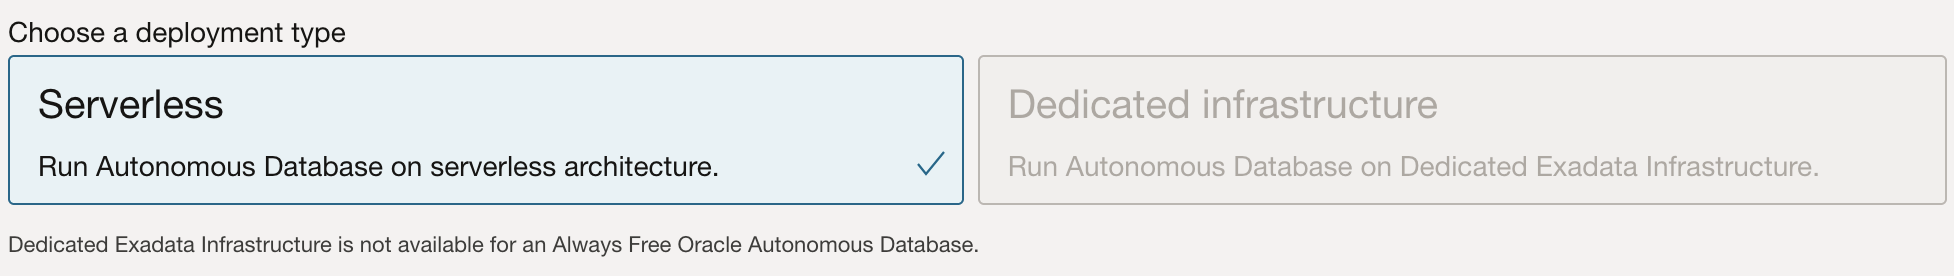 Choose a deployment type
Serverless
Run Autonomous Database on serverless architecture.
Dedicated infrastructure
Run Autonomous Database on Dedicated Exadata Infrastructure.
Dedicated Exadata Infrastructure is not available for an Always Free Oracle Autonomous Database.